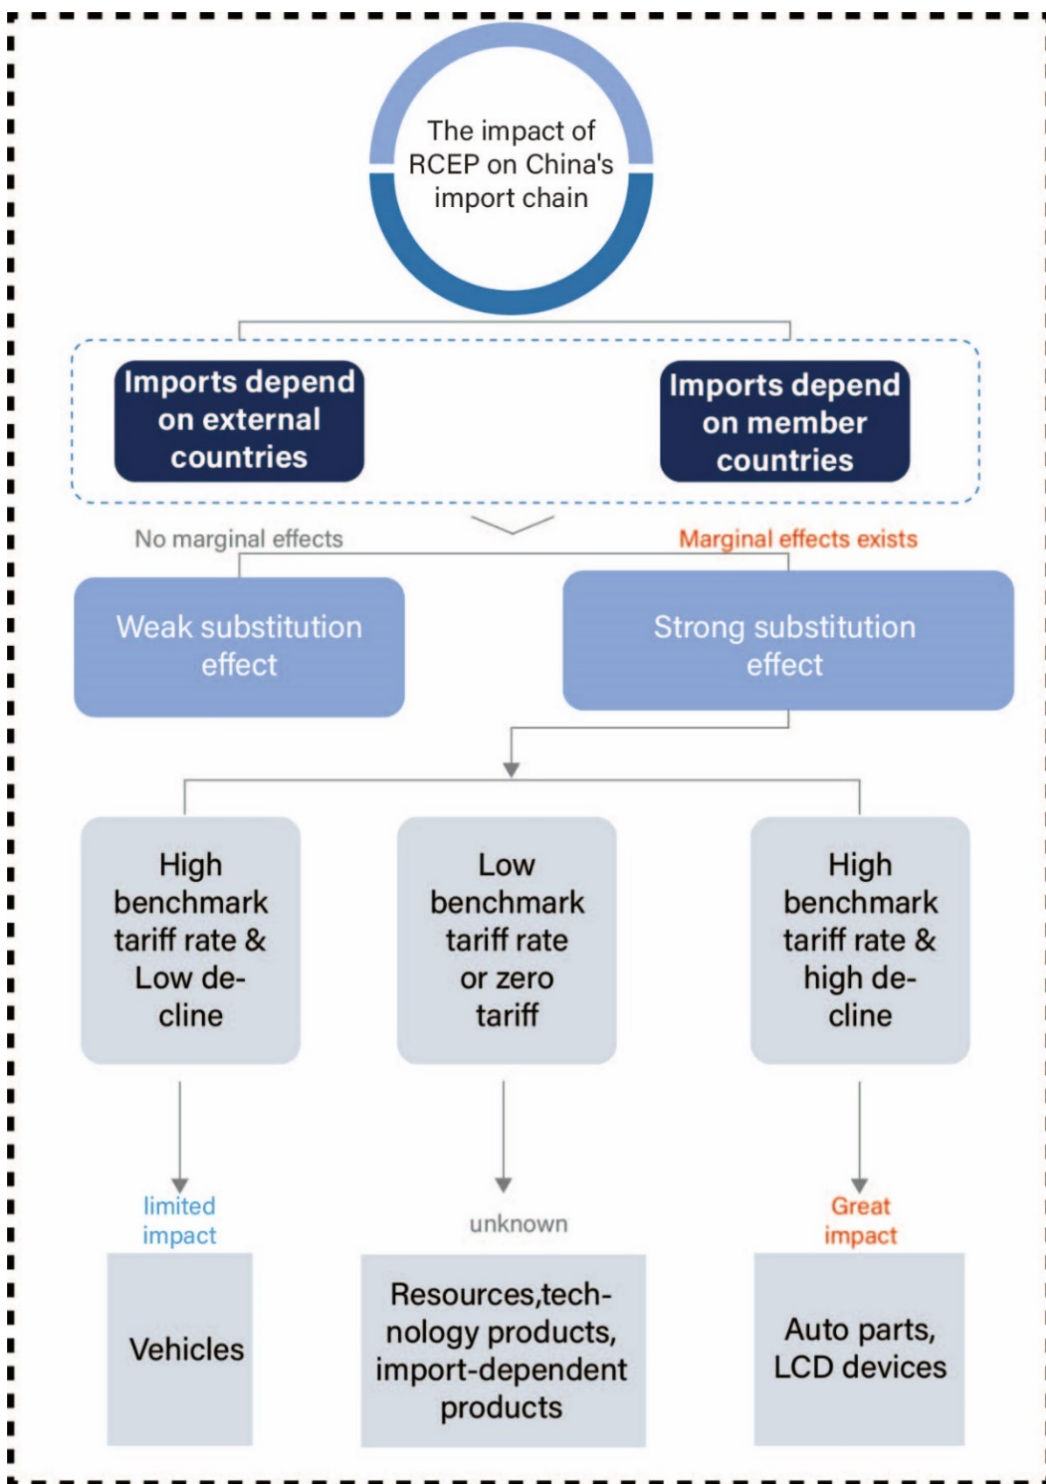 The impact of
RCEP on China's
import chain
Imports depend
on external
countries
Imports depend
on member
countries
No marginal effects
Marginal effects exists
Weak substitution
effect
Strong substitution
effect
High
benchmark
tariff rate &
Low de-
cline
Low
benchmark
tariff rate
or zero
tariff
High
benchmark
tariff rate &
high de-
cline
limited
impact
unknown
Great
impact
Vehicles
Resources,tech-
nology products,
import-dependent
products
Auto parts,
LCD devices